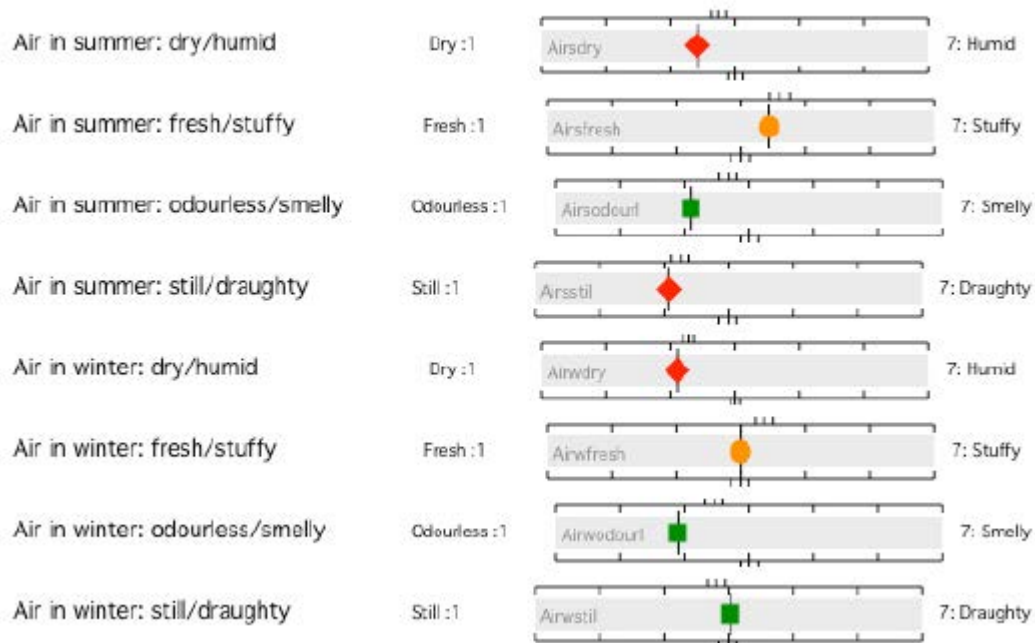 Air in summer: dry/humid Dry :1 Airsdry 7: Humid
Air in summer: fresh/stuffy Fresh :1 Airsfresh 7: Stuffy
Air in summer: odourless/smelly Odourless :1 Airsodourl 7: Smelly
Air in summer: still/draughty Still :1 Airsstil 7: Draughty
Air in winter: dry/humid Dry :1 Airwdry 7: Humid
Air in winter: fresh/stuffy Fresh :1 Airwfresh 7: Stuffy
Air in winter: odourless/smelly Odourless :1 Airwodourl 7: Smelly
Air in winter: still/draughty Still :1 Airwstil 7: Draughty